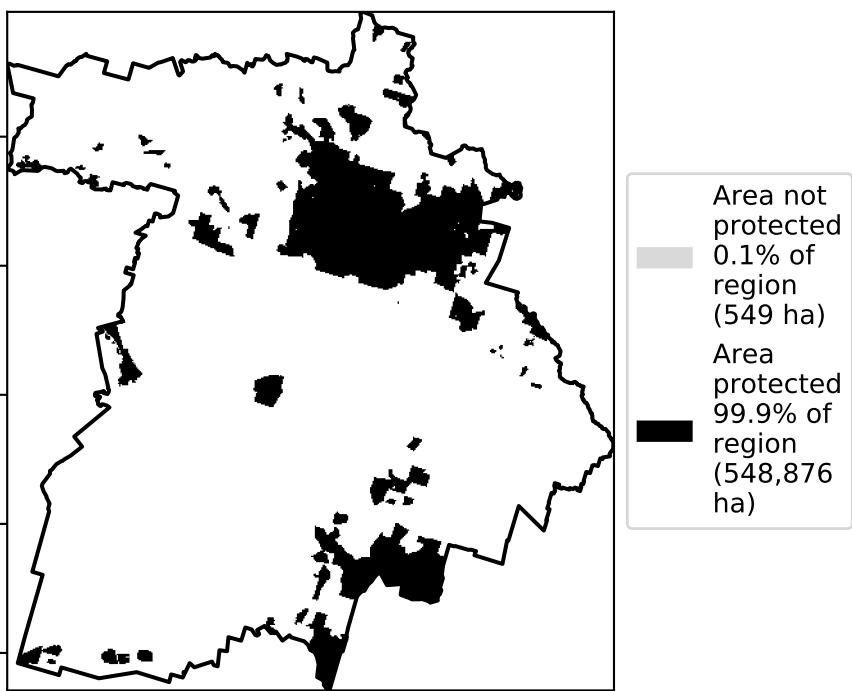 Area not
protected
0.1% of
region
(549 ha)
Area
protected
99.9% of
region
(548,876
ha)